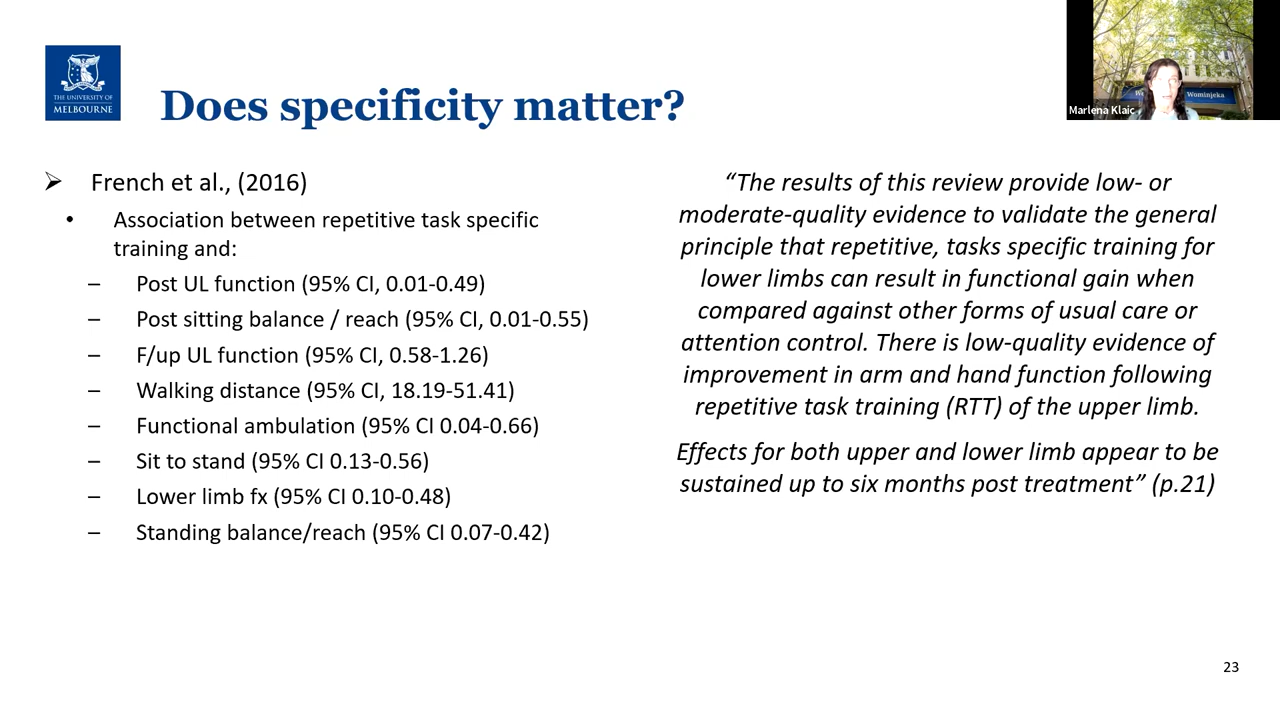 THE UNIVERSITY OF
MELBOURNE
Does specificity matter?
Wominjeka
Marlena Klaic
➢ French et al., (2016)
• Association between repetitive task specific
training and:
– Post UL function (95% CI, 0.01-0.49)
– Post sitting balance / reach (95% CI, 0.01-0.55)
– F/up UL function (95% CI, 0.58-1.26)
– Walking distance (95% CI, 18.19-51.41)
– Functional ambulation (95% CI 0.04-0.66)
– Sit to stand (95% CI 0.13-0.56)
– Lower limb fx (95% CI 0.10-0.48)
– Standing balance/reach (95% CI 0.07-0.42)
“The results of this review provide low- or
moderate-quality evidence to validate the general
principle that repetitive, tasks specific training for
lower limbs can result in functional gain when
compared against other forms of usual care or
attention control. There is low-quality evidence of
improvement in arm and hand function following
repetitive task training (RTT) of the upper limb.
Effects for both upper and lower limb appear to be
sustained up to six months post treatment” (p.21)
23